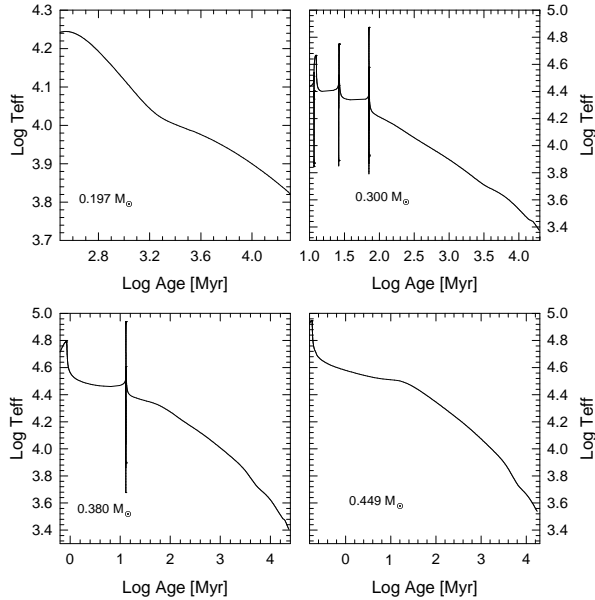 4.3
4.2
4.1
4.0
3.9
3.8
3.7
Log Teff
0.197 M☉
2.8 3.2 3.6 4.0
Log Age [Myr]
5.0
4.8
4.6
4.4
4.2
4.0
3.8
3.6
3.4
Log Teff
0.300 M☉
1.0 1.5 2.0 2.5 3.0 3.5 4.0
Log Age [Myr]
5.0
4.8
4.6
4.4
4.2
4.0
3.8
3.6
3.4
Log Teff
0.380 M☉
0 1 2 3 4
Log Age [Myr]
5.0
4.8
4.6
4.4
4.2
4.0
3.8
3.6
3.4
Log Teff
0.449 M☉
0 1 2 3 4
Log Age [Myr]